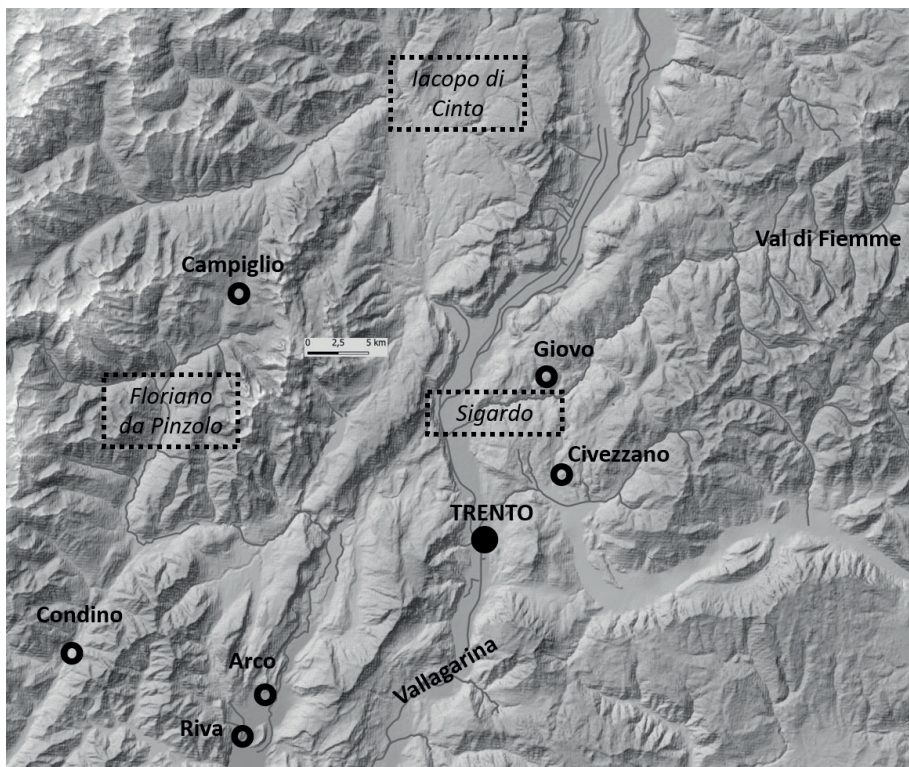 Iacopo di
Cinto
Val di Fiemme
Campiglio
0 2,5 5 km
Giovo
Floriano
da Pinzolo
Sigardo
Civezzano
TRENTO
Condino
Arco
Vallagarina
Riva